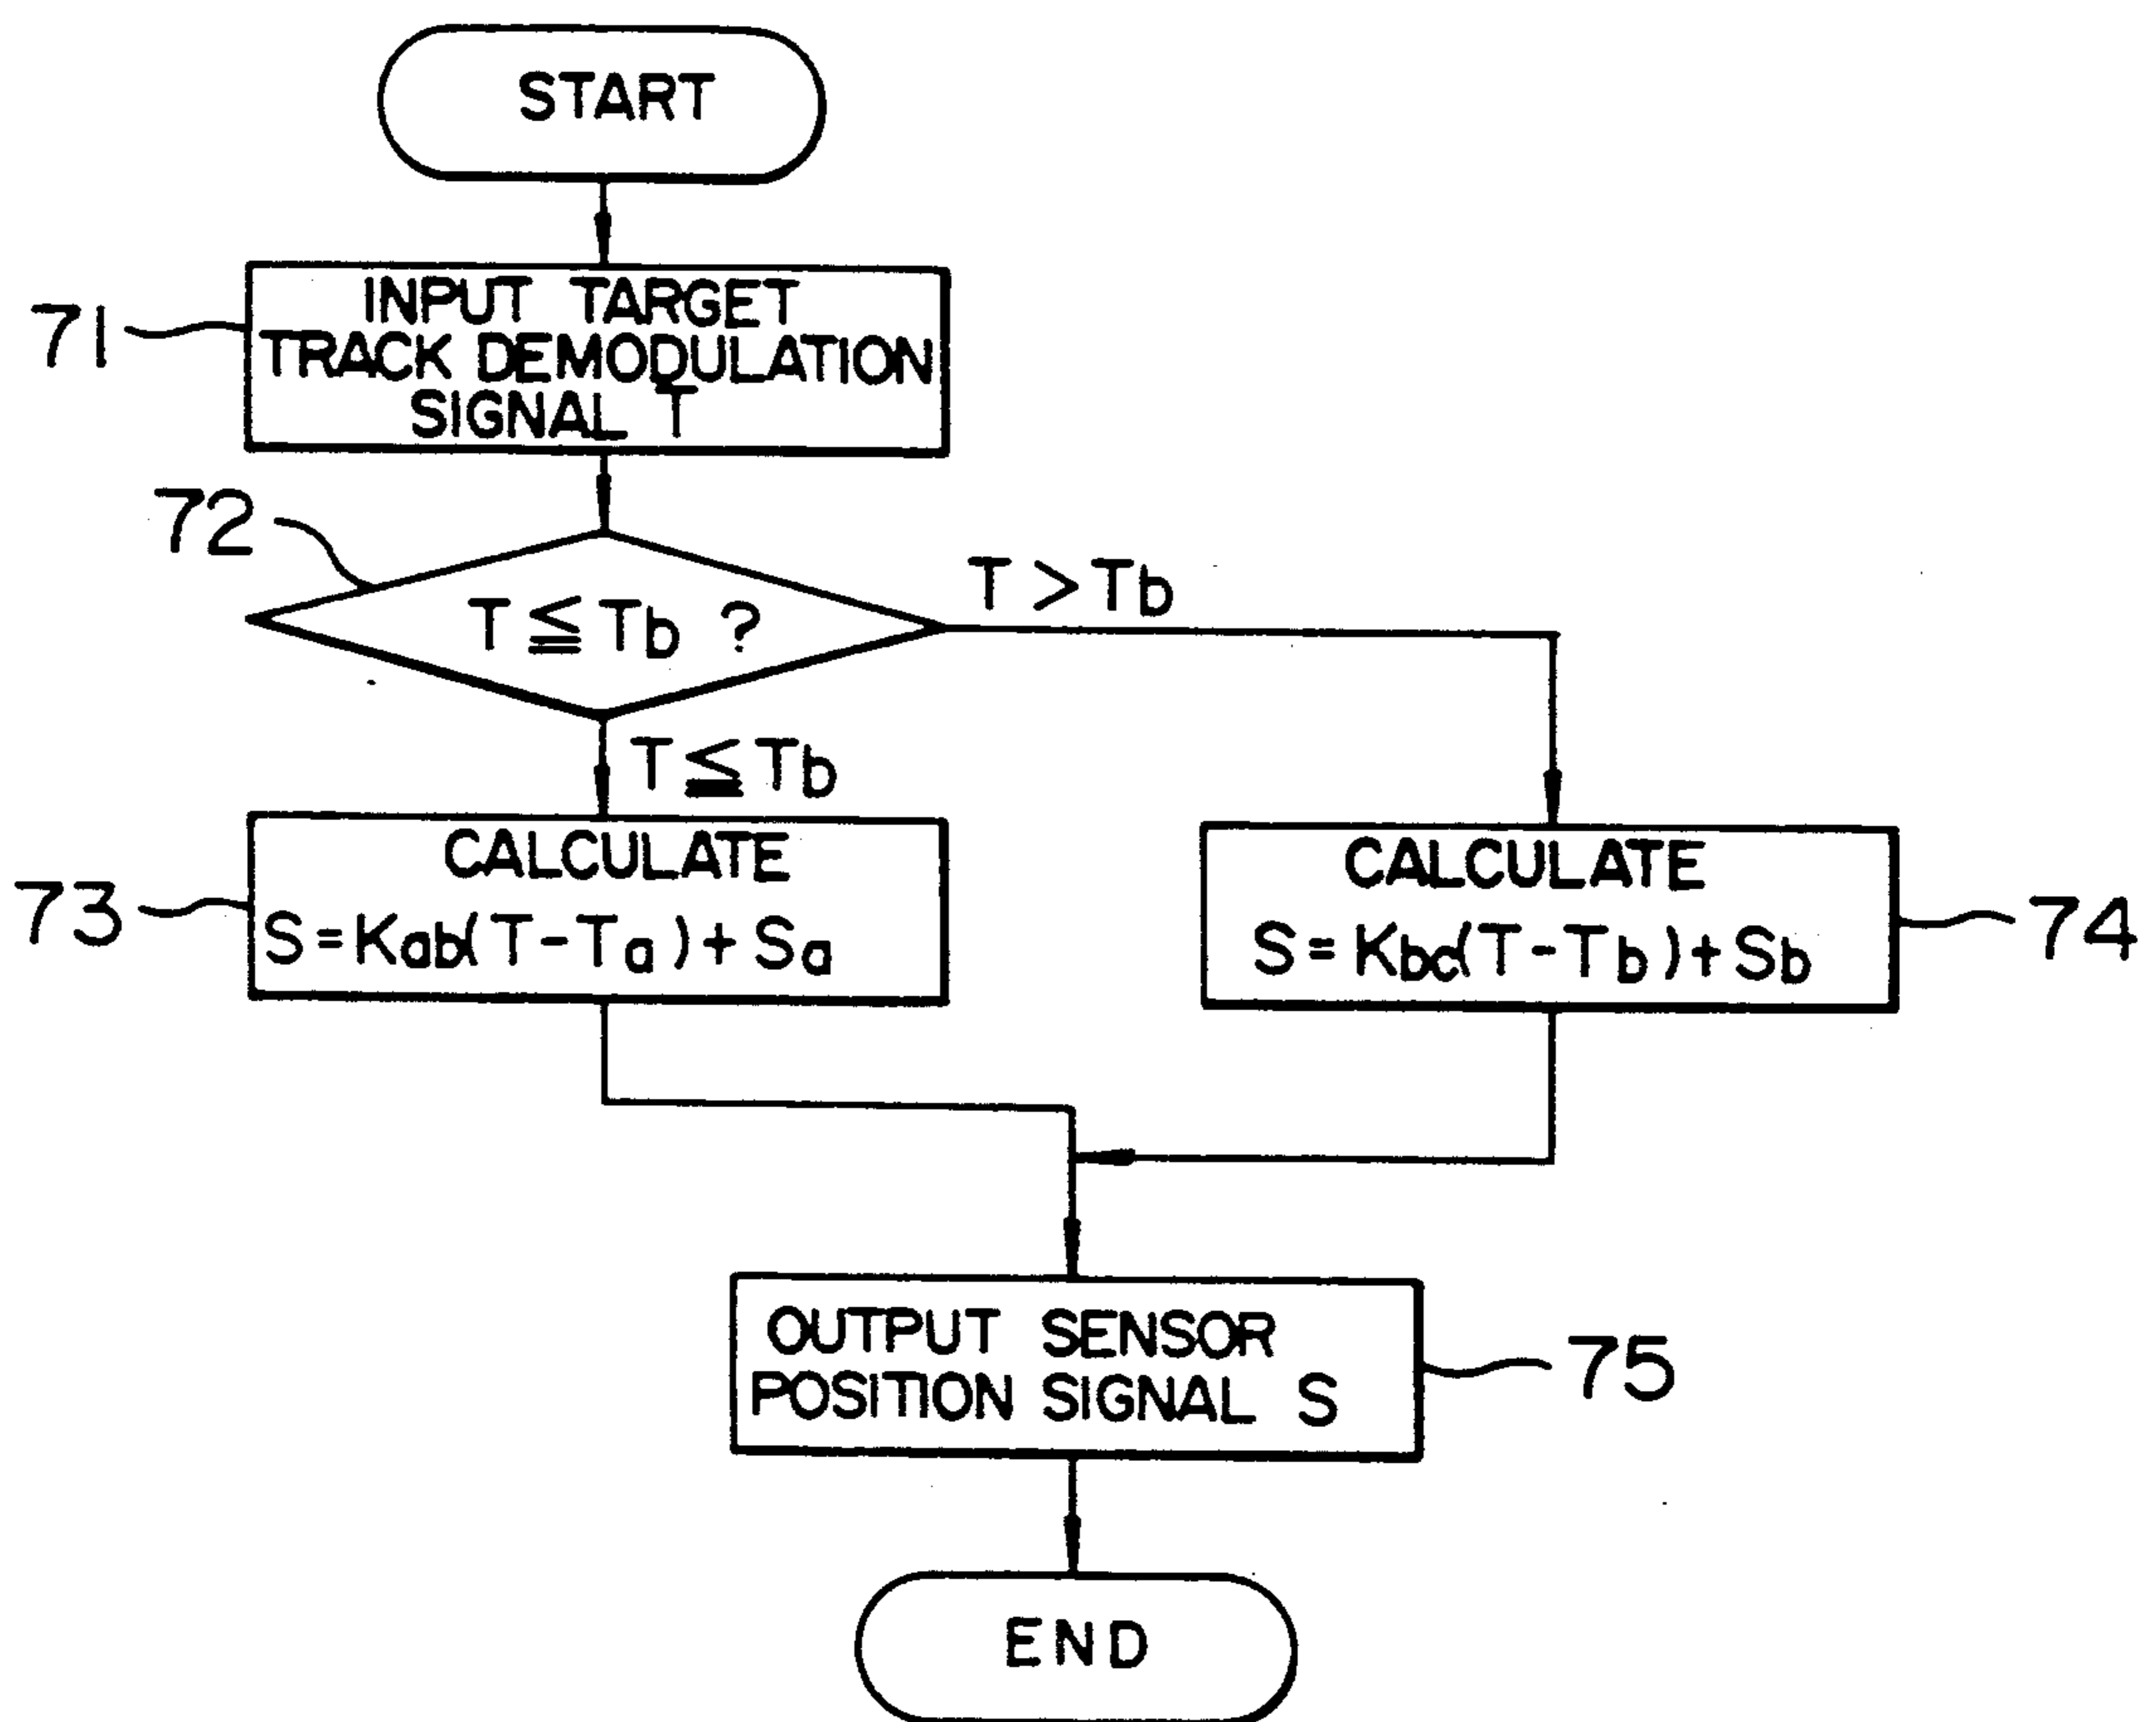 START
71
INPUT TARGET
TRACK DEMODULATION
SIGNAL T
72
T ≦ Tb ?
T > Tb
T ≦ Tb
73
CALCULATE
S = Kab(T - Ta) + Sa
CALCULATE
S = Kbc(T - Tb) + Sb
74
OUTPUT SENSOR
POSITION SIGNAL S
75
END